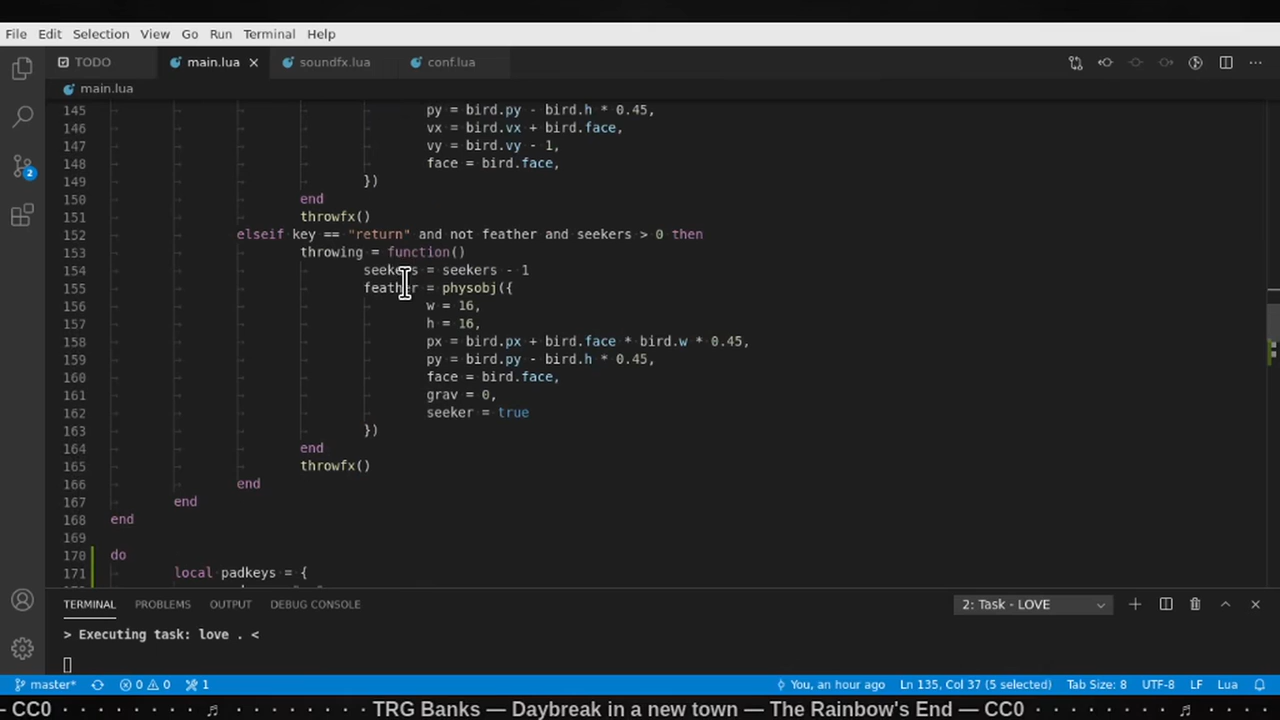 File Edit Selection View Go Run Terminal Help
TODO main.lua soundfx.lua conf.lua
main.lua
145 py = bird.py - bird.h * 0.45,
146 vx = bird.vx + bird.face,
147 vy = bird.vy - 1,
148 face = bird.face,
149 })
150 end
151 throwfx()
152 elseif key == "return" and not feather and seekers > 0 then
153 throwing = function()
154 seekers = seekers - 1
155 feather = physobj({
156 w = 16,
157 h = 16,
158 px = bird.px + bird.face * bird.w * 0.45,
159 py = bird.py - bird.h * 0.45,
160 face = bird.face,
161 grav = 0,
162 seeker = true
163 })
164 end
165 throwfx()
166 end
167 end
168 end
169
170 do
171 local padkeys = {
2
TERMINAL PROBLEMS OUTPUT DEBUG CONSOLE 2: Task - LOVE
> Executing task: love . <
master* 0 0 1 You, an hour ago Ln 135, Col 37 (5 selected) Tab Size: 8 UTF-8 LF Lua
— CC0 · · · · · ♬ · · · · · TRG Banks — Daybreak in a new town — The Rainbow's End — CC0 · · · · · ♬ · · · · ·